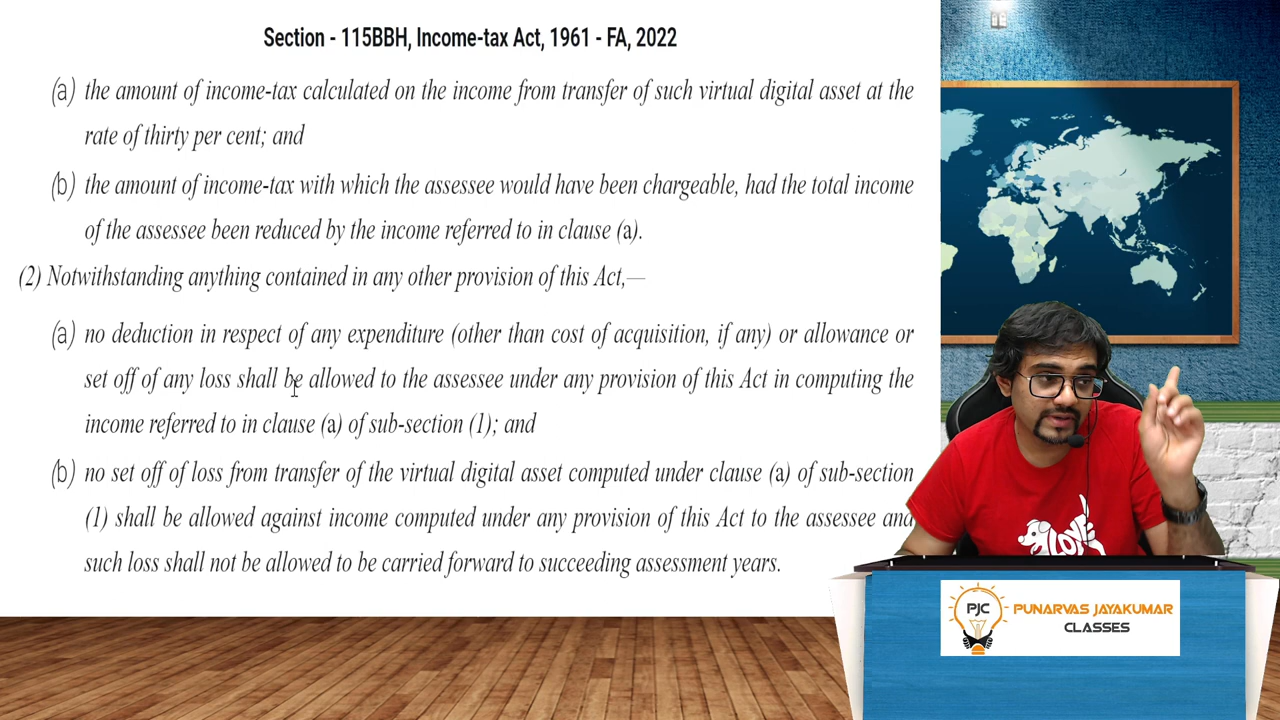 Section - 115BBH, Income-tax Act, 1961 - FA, 2022
(a) the amount of income-tax calculated on the income from transfer of such virtual digital asset at the
rate of thirty per cent; and
(b) the amount of income-tax with which the assessee would have been chargeable, had the total income
of the assessee been reduced by the income referred to in clause (a).
(2) Notwithstanding anything contained in any other provision of this Act,—
(a) no deduction in respect of any expenditure (other than cost of acquisition, if any) or allowance or
set off of any loss shall be allowed to the assessee under any provision of this Act in computing the
income referred to in clause (a) of sub-section (1); and
(b) no set off of loss from transfer of the virtual digital asset computed under clause (a) of sub-section
(1) shall be allowed against income computed under any provision of this Act to the assessee and
such loss shall not be allowed to be carried forward to succeeding assessment years.
LOVE
PJC
PUNARVAS JAYAKUMAR
CLASSES